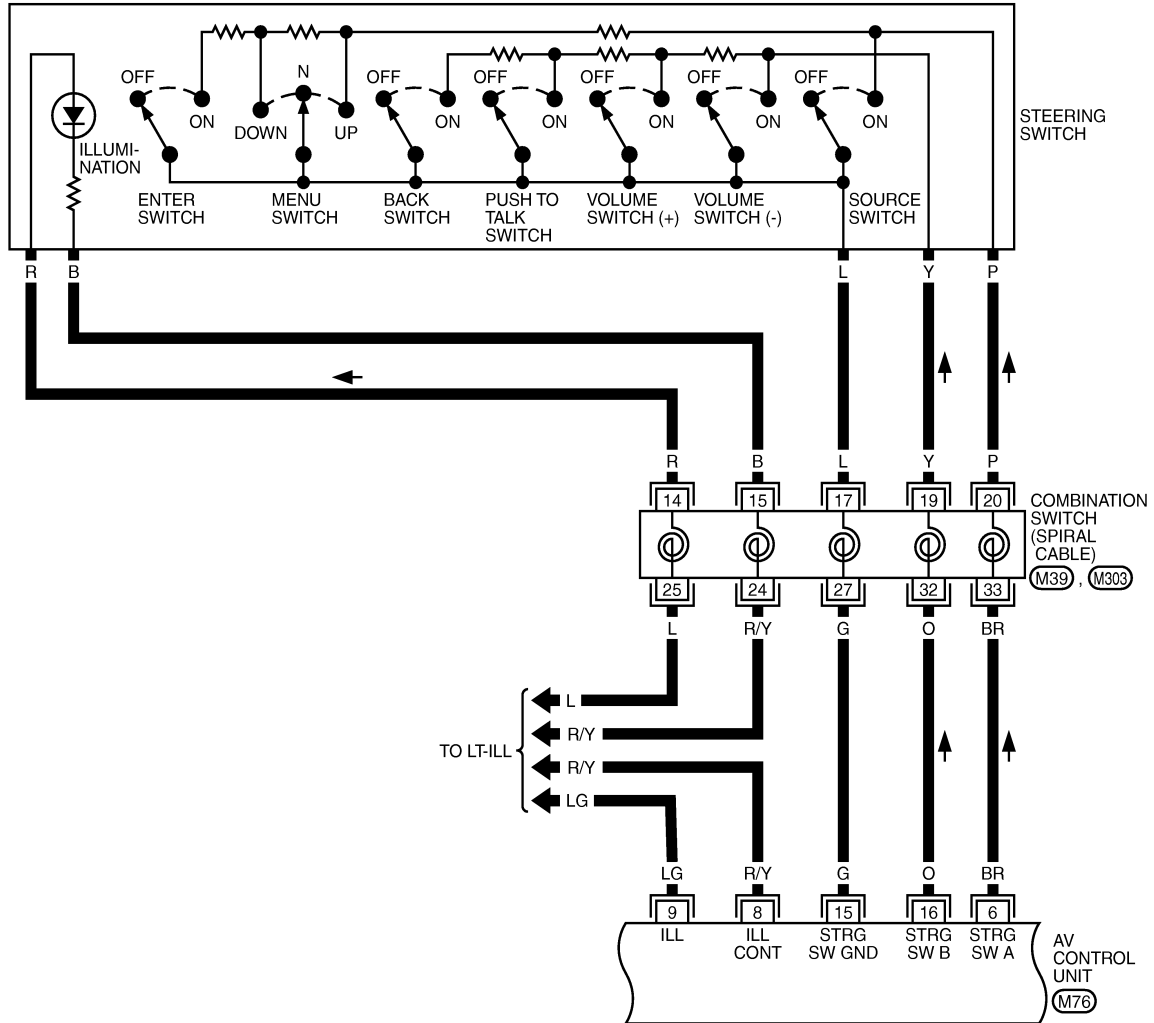 N
OFF
OFF OFF OFF OFF OFF
ON DOWN UP ON ON ON ON ON
STEERING
SWITCH
ILLUMI-
NATION
ENTER
SWITCH
MENU
SWITCH
BACK
SWITCH
PUSH TO
TALK
SWITCH
VOLUME
SWITCH (+)
VOLUME
SWITCH (-)
SOURCE
SWITCH
R B L Y P
R B L Y P
14 15 17 19 20
COMBINATION
SWITCH
(SPIRAL
CABLE)
M39 , M303
25 24 27 32 33
L R/Y G O BR
L
R/Y
TO LT-ILL
R/Y
LG
LG R/Y G O BR
9 8 15 16 6
ILL
ILL
CONT
STRG
SW GND
STRG
SW B
STRG
SW A
AV
CONTROL
UNIT
M76